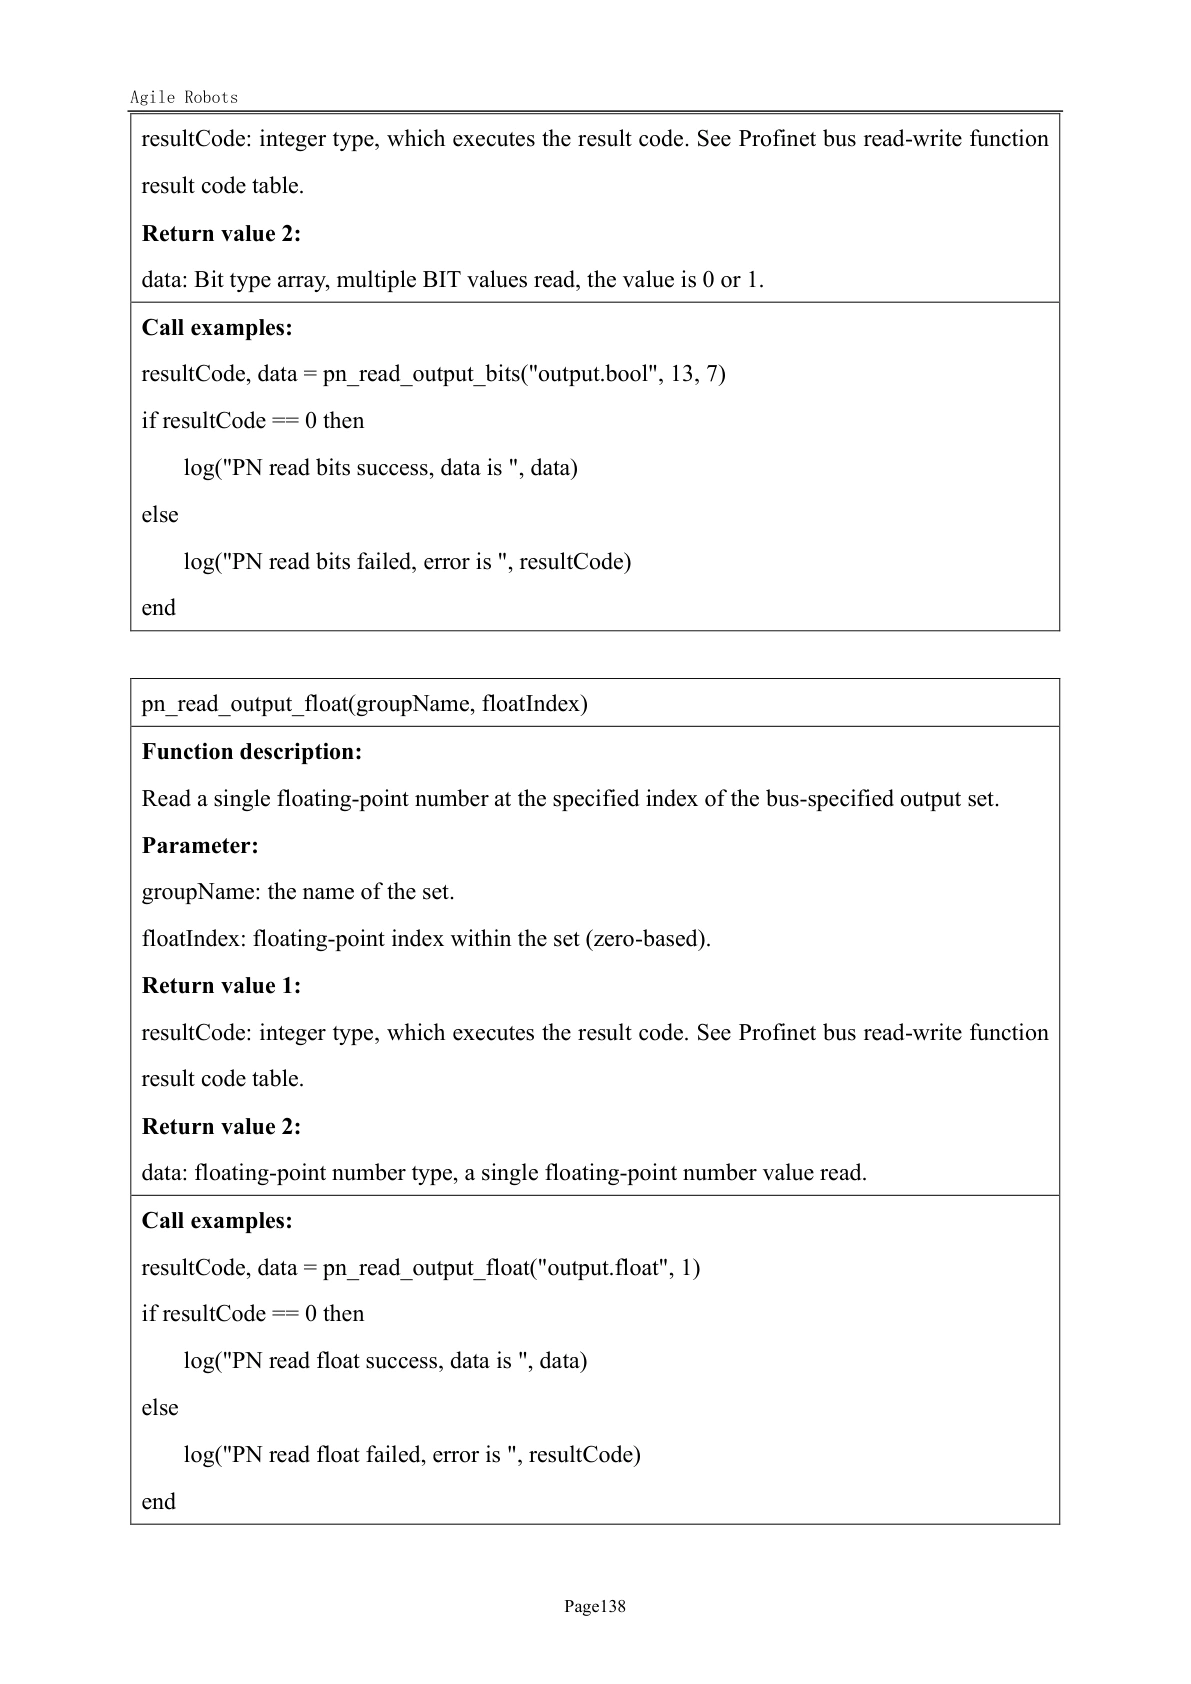 Agile Robots
resultCode: integer type, which executes the result code. See Profinet bus read-write function
result code table.
Return value 2:
data: Bit type array, multiple BIT values read, the value is 0 or 1.
Call examples:
resultCode, data = pn_read_output_bits("output.bool", 13, 7)
if resultCode == 0 then
log("PN read bits success, data is ", data)
else
log("PN read bits failed, error is ", resultCode)
end
pn_read_output_float(groupName, floatIndex)
Function description:
Read a single floating-point number at the specified index of the bus-specified output set.
Parameter:
groupName: the name of the set.
floatIndex: floating-point index within the set (zero-based).
Return value 1:
resultCode: integer type, which executes the result code. See Profinet bus read-write function
result code table.
Return value 2:
data: floating-point number type, a single floating-point number value read.
Call examples:
resultCode, data = pn_read_output_float("output.float", 1)
if resultCode == 0 then
log("PN read float success, data is ", data)
else
log("PN read float failed, error is ", resultCode)
end
Page138